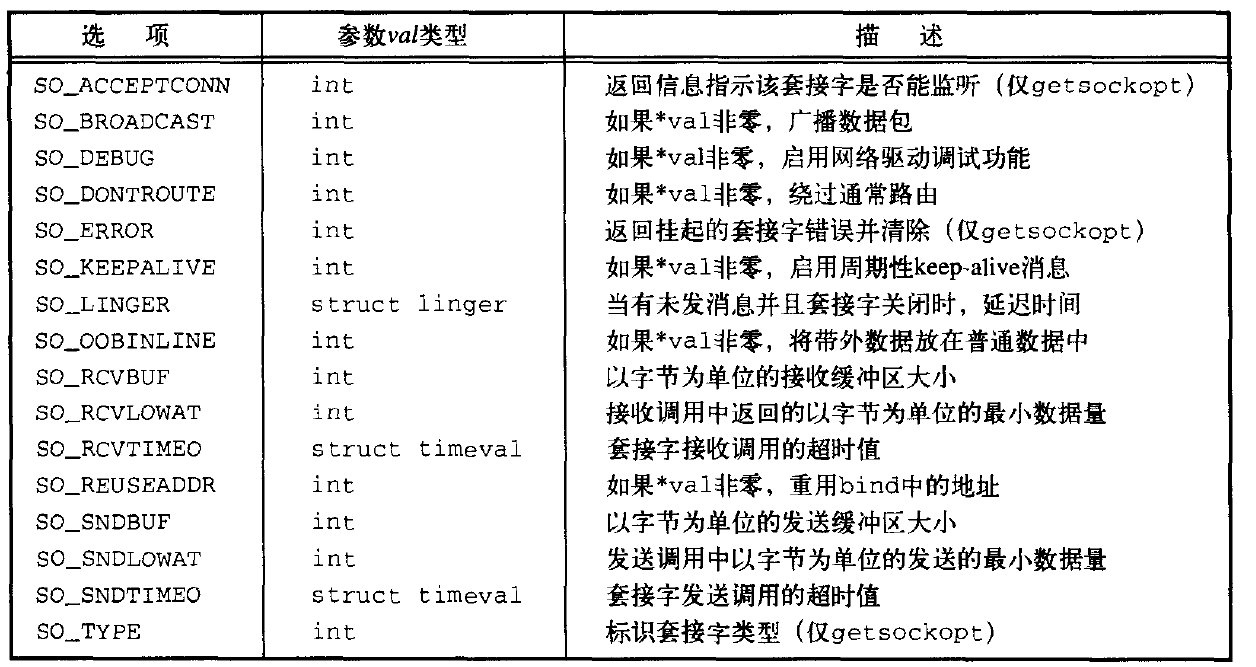 选 项 参数val类型 描 述
SO_ACCEPTCONN int 返回信息指示该套接字是否能监听（仅getsockopt）
SO_BROADCAST int 如果*val非零，广播数据包
SO_DEBUG int 如果*val非零，启用网络驱动调试功能
SO_DONTROUTE int 如果*val非零，绕过通常路由
SO_ERROR int 返回挂起的套接字错误并清除（仅getsockopt）
SO_KEEPALIVE int 如果*val非零，启用周期性keep-alive消息
SO_LINGER struct linger 当有未发消息并且套接字关闭时，延迟时间
SO_OOBINLINE int 如果*val非零，将带外数据放在普通数据中
SO_RCVBUF int 以字节为单位的接收缓冲区大小
SO_RCVLOWAT int 接收调用中返回的以字节为单位的最小数据量
SO_RCVTIMEO struct timeval 套接字接收调用的超时值
SO_REUSEADDR int 如果*val非零，重用bind中的地址
SO_SNDBUF int 以字节为单位的发送缓冲区大小
SO_SNDLOWAT int 发送调用中以字节为单位的发送的最小数据量
SO_SNDTIMEO struct timeval 套接字发送调用的超时值
SO_TYPE int 标识套接字类型（仅getsockopt）